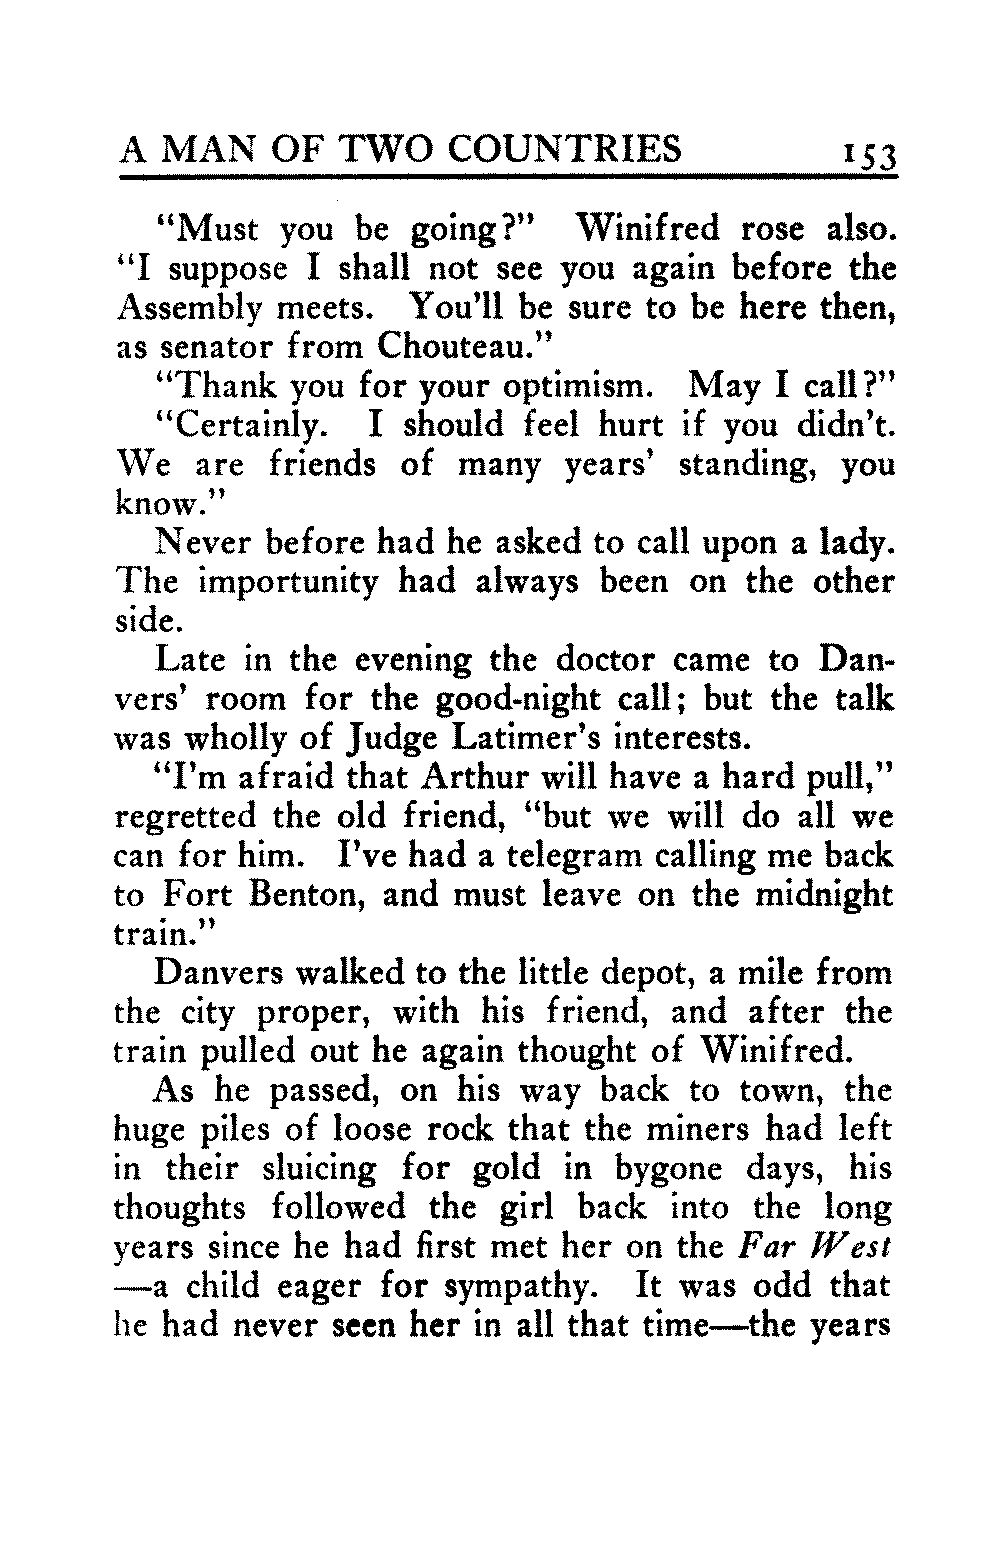 A MAN OF TWO COUNTRIES 153
"Must you be going?" Winifred rose also.
"I suppose I shall not see you again before the
Assembly meets. You'll be sure to be here then,
as senator from Chouteau."
"Thank you for your optimism. May I call?"
"Certainly. I should feel hurt if you didn't.
We are friends of many years' standing, you
know."
Never before had he asked to call upon a lady.
The importunity had always been on the other
side.
Late in the evening the doctor came to Dan-
vers' room for the good-night call; but the talk
was wholly of Judge Latimer's interests.
"I'm afraid that Arthur will have a hard pull,"
regretted the old friend, "but we will do all we
can for him. I've had a telegram calling me back
to Fort Benton, and must leave on the midnight
train."
Danvers walked to the little depot, a mile from
the city proper, with his friend, and after the
train pulled out he again thought of Winifred.
As he passed, on his way back to town, the
huge piles of loose rock that the miners had left
in their sluicing for gold in bygone days, his
thoughts followed the girl back into the long
years since he had first met her on the Far West
—a child eager for sympathy. It was odd that
he had never seen her in all that time—the years